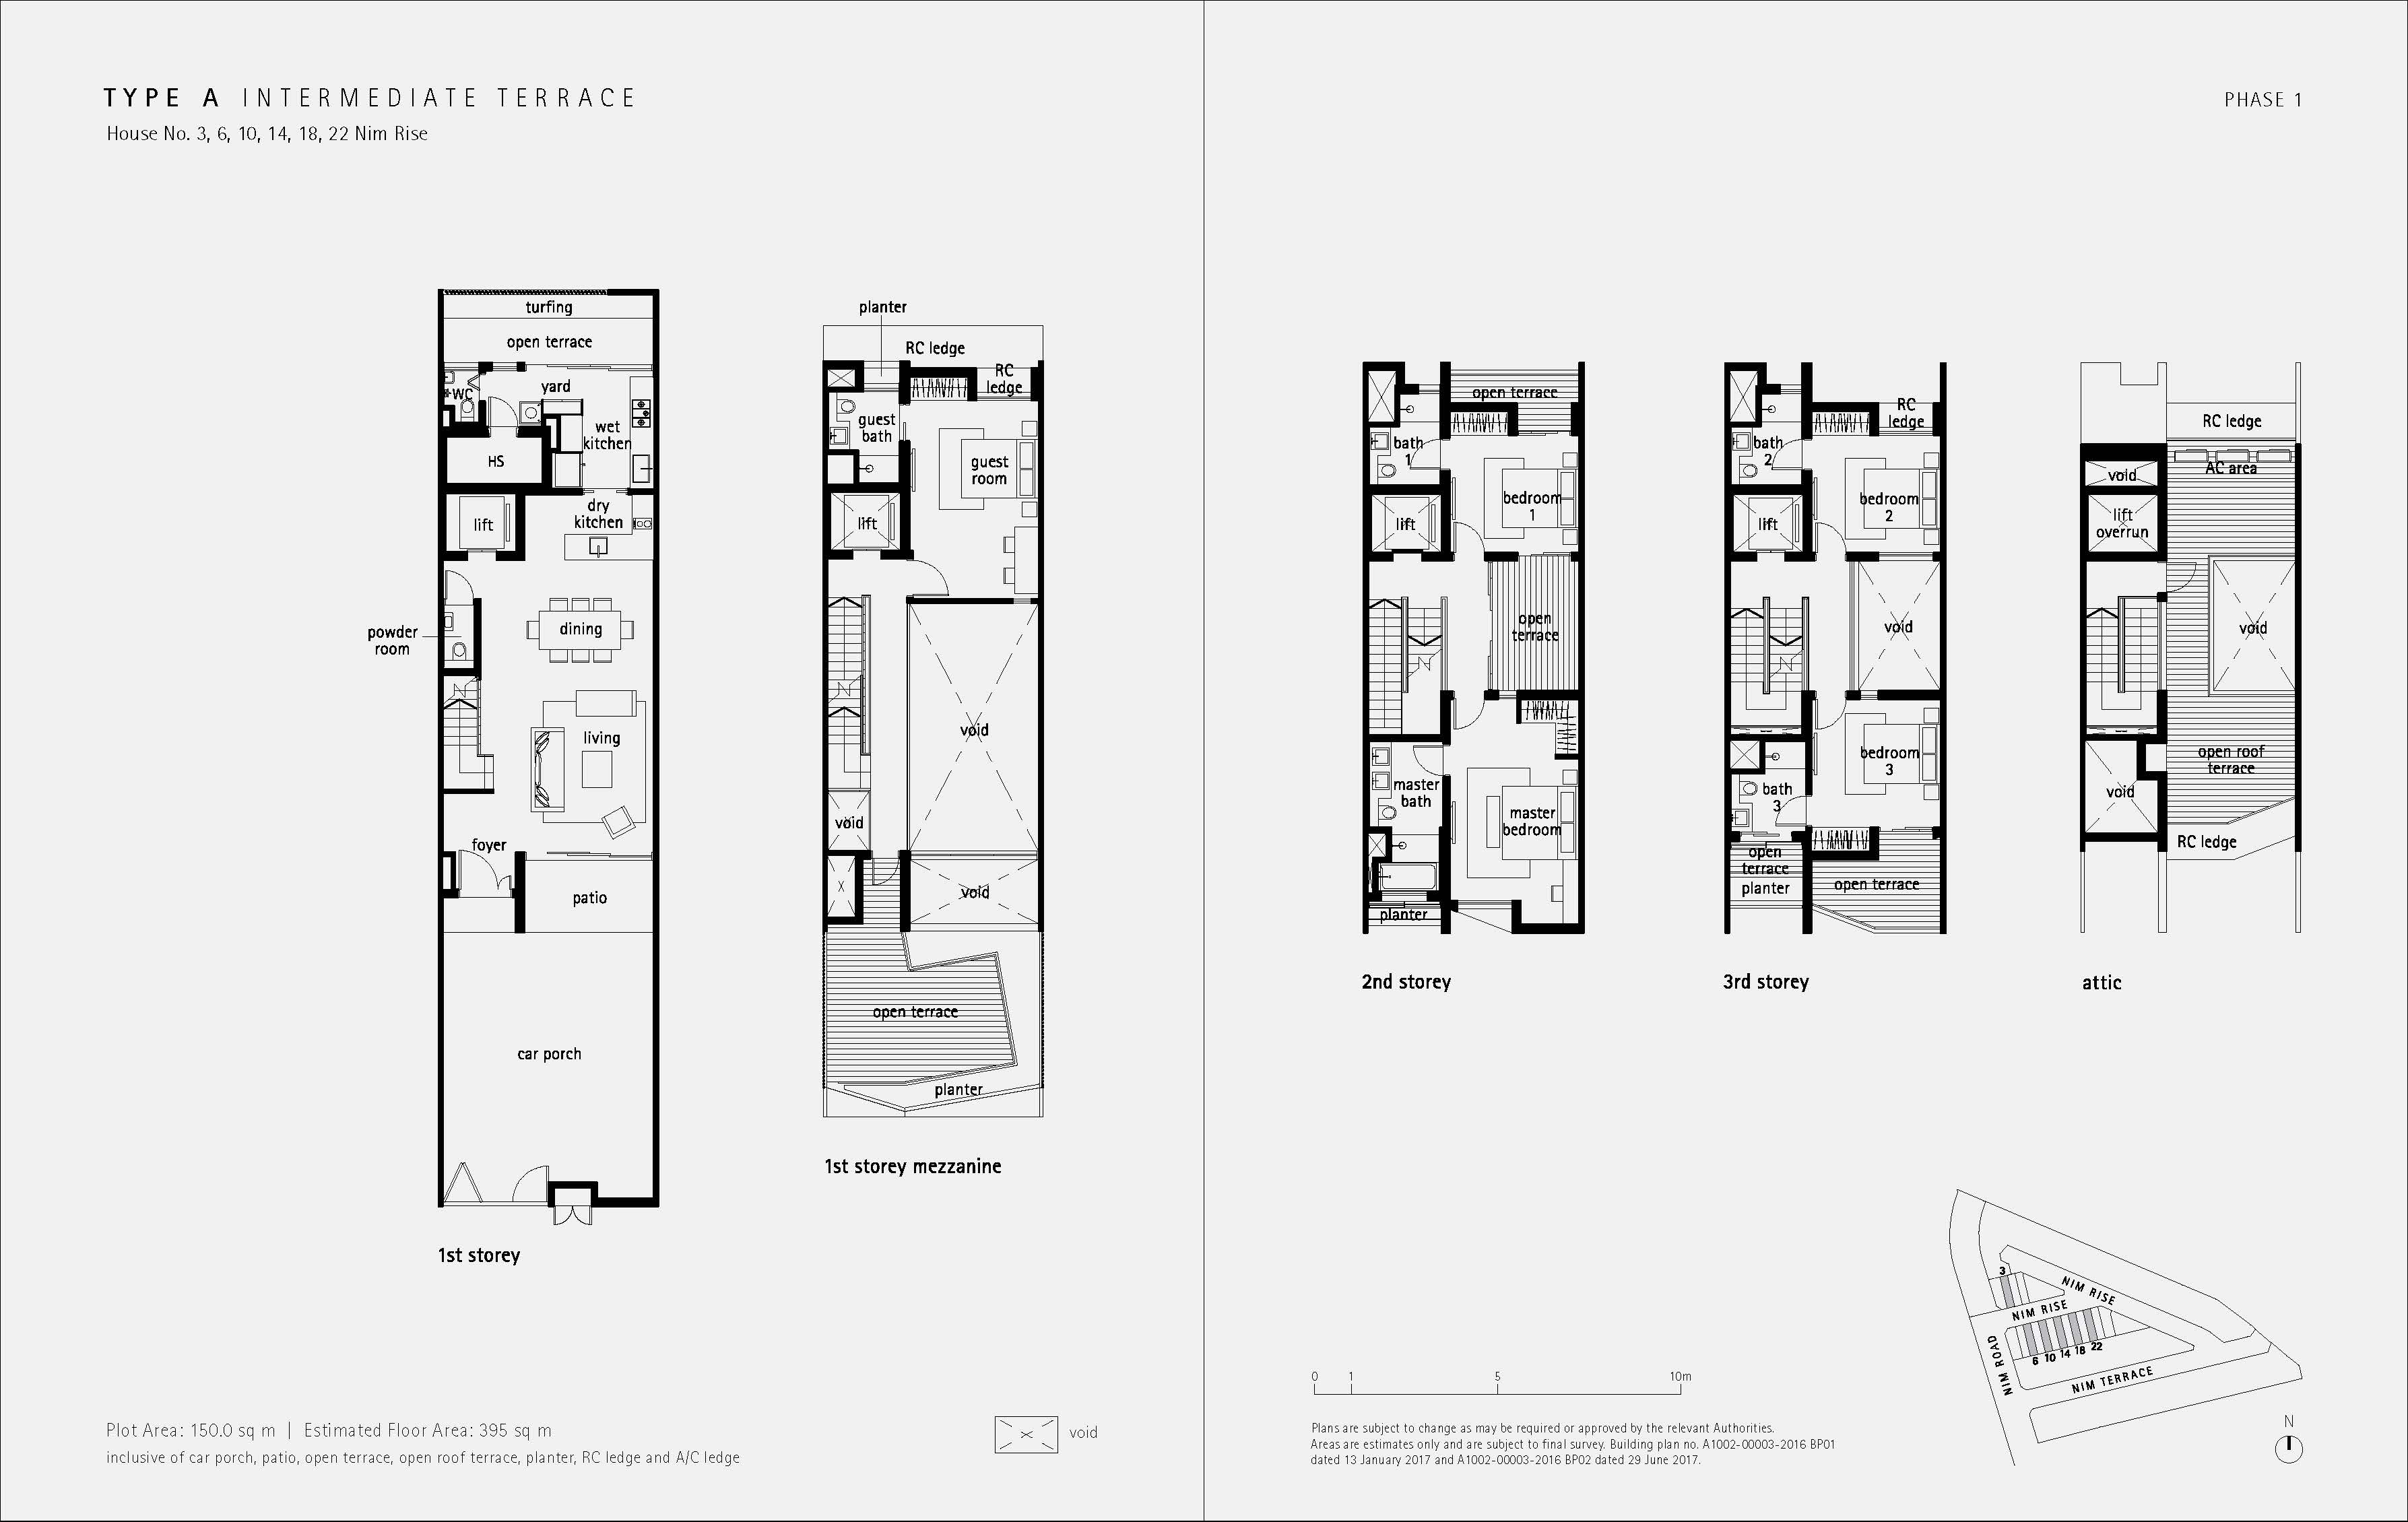 TYPE A INTERMEDIATE TERRACE
House No. 3, 6, 10, 14, 18, 22 Nim Rise
PHASE 1
turfing
open terrace
WC
yard
wet
kitchen
HS
lift
dry
kitchen
powder
room
dining
living
foyer
patio
car porch
1st storey
planter
RC ledge
RC
ledge
guest
bath
guest
room
lift
void
void
void
open terrace
planter
1st storey mezzanine
open terrace
bath
1
bedroom
1
lift
open
terrace
master
bath
master
bedroom
planter
2nd storey
RC
ledge
bath
2
bedroom
2
lift
void
bedroom
3
bath
3
open
terrace
planter
open terrace
3rd storey
RC ledge
AC area
void
lift
overrun
void
open roof
terrace
void
RC ledge
attic
3
NIM RISE
NIM RISE
NIM ROAD
6 10 14 18 22
NIM TERRACE
N
0 1 5 10m
Plot Area: 150.0 sq m | Estimated Floor Area: 395 sq m
inclusive of car porch, patio, open terrace, open roof terrace, planter, RC ledge and A/C ledge
void
Plans are subject to change as may be required or approved by the relevant Authorities.
Areas are estimates only and are subject to final survey. Building plan no. A1002-00003-2016 BP01
dated 13 January 2017 and A1002-00003-2016 BP02 dated 29 June 2017.